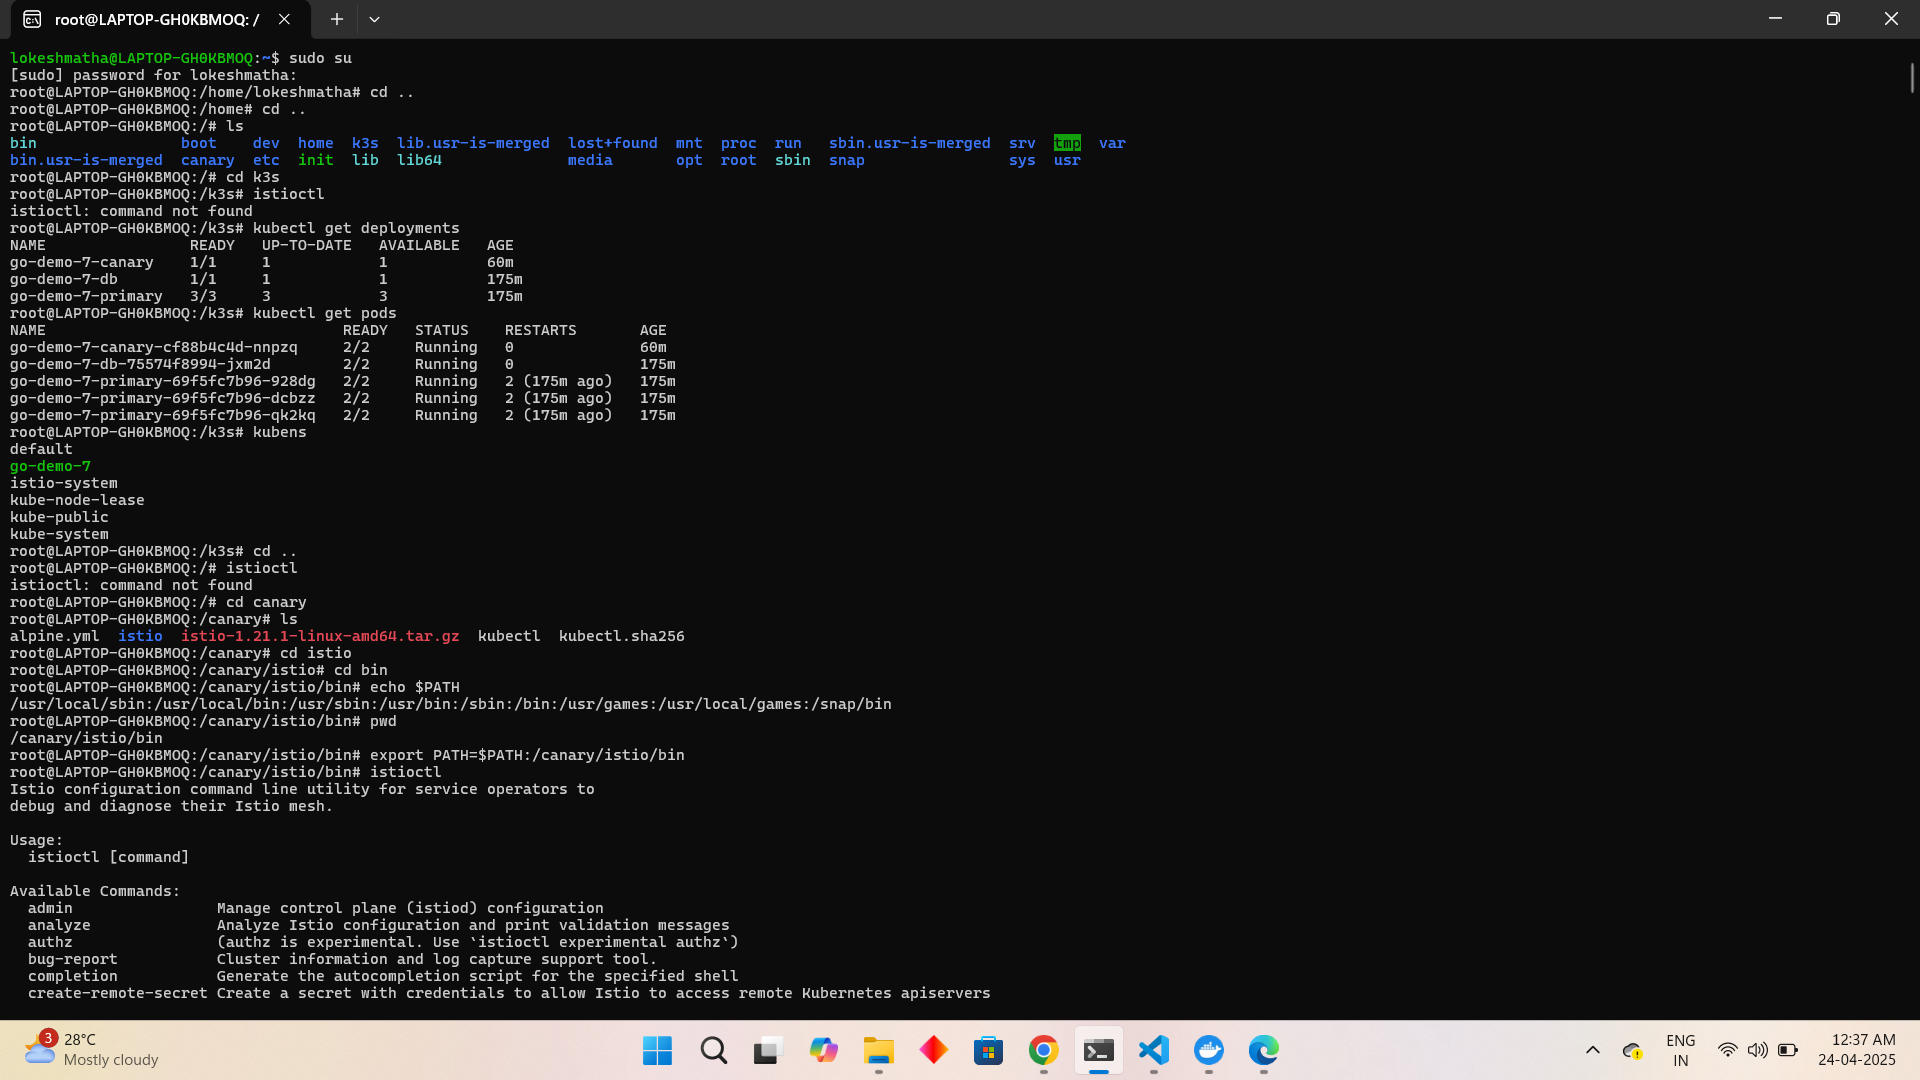 root@LAPTOP-GH0KBMOQ: /
lokeshmatha@LAPTOP-GH0KBMOQ:~$ sudo su
[sudo] password for lokeshmatha:
root@LAPTOP-GH0KBMOQ:/home/lokeshmatha# cd ..
root@LAPTOP-GH0KBMOQ:/home# cd ..
root@LAPTOP-GH0KBMOQ:/# ls
bin                boot    dev  home  k3s  lib.usr-is-merged  lost+found  mnt  proc  run   sbin.usr-is-merged  srv  tmp  var
bin.usr-is-merged  canary  etc  init  lib  lib64              media       opt  root  sbin  snap                sys  usr
root@LAPTOP-GH0KBMOQ:/# cd k3s
root@LAPTOP-GH0KBMOQ:/k3s# istioctl
istioctl: command not found
root@LAPTOP-GH0KBMOQ:/k3s# kubectl get deployments
NAME                READY   UP-TO-DATE   AVAILABLE   AGE
go-demo-7-canary    1/1     1            1           60m
go-demo-7-db        1/1     1            1           175m
go-demo-7-primary   3/3     3            3           175m
root@LAPTOP-GH0KBMOQ:/k3s# kubectl get pods
NAME                                 READY   STATUS    RESTARTS       AGE
go-demo-7-canary-cf88b4c4d-nnpzq     2/2     Running   0              60m
go-demo-7-db-75574f8994-jxm2d        2/2     Running   0              175m
go-demo-7-primary-69f5fc7b96-928dg   2/2     Running   2 (175m ago)   175m
go-demo-7-primary-69f5fc7b96-dcbzz   2/2     Running   2 (175m ago)   175m
go-demo-7-primary-69f5fc7b96-qk2kq   2/2     Running   2 (175m ago)   175m
root@LAPTOP-GH0KBMOQ:/k3s# kubens
default
go-demo-7
istio-system
kube-node-lease
kube-public
kube-system
root@LAPTOP-GH0KBMOQ:/k3s# cd ..
root@LAPTOP-GH0KBMOQ:/# istioctl
istioctl: command not found
root@LAPTOP-GH0KBMOQ:/# cd canary
root@LAPTOP-GH0KBMOQ:/canary# ls
alpine.yml  istio  istio-1.21.1-linux-amd64.tar.gz  kubectl  kubectl.sha256
root@LAPTOP-GH0KBMOQ:/canary# cd istio
root@LAPTOP-GH0KBMOQ:/canary/istio# cd bin
root@LAPTOP-GH0KBMOQ:/canary/istio/bin# echo $PATH
/usr/local/sbin:/usr/local/bin:/usr/sbin:/usr/bin:/sbin:/bin:/usr/games:/usr/local/games:/snap/bin
root@LAPTOP-GH0KBMOQ:/canary/istio/bin# pwd
/canary/istio/bin
root@LAPTOP-GH0KBMOQ:/canary/istio/bin# export PATH=$PATH:/canary/istio/bin
root@LAPTOP-GH0KBMOQ:/canary/istio/bin# istioctl
Istio configuration command line utility for service operators to
debug and diagnose their Istio mesh.
Usage:
  istioctl [command]
Available Commands:
  admin                Manage control plane (istiod) configuration
  analyze              Analyze Istio configuration and print validation messages
  authz                (authz is experimental. Use `istioctl experimental authz`)
  bug-report           Cluster information and log capture support tool.
  completion           Generate the autocompletion script for the specified shell
  create-remote-secret Create a secret with credentials to allow Istio to access remote Kubernetes apiservers
3
28°C
Mostly cloudy
ENG
IN
12:37 AM
24-04-2025